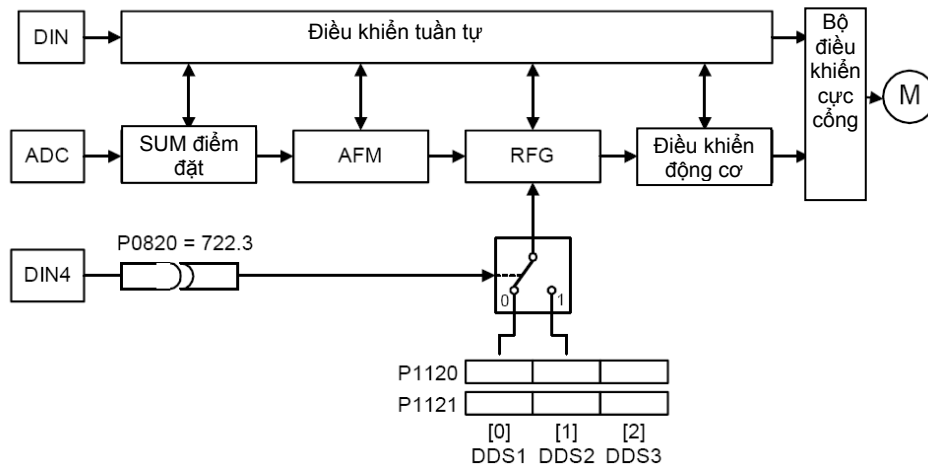 DIN
Điều khiển tuần tự
Bộ
điều
khiển
cực
cổng
M
ADC
SUM điểm
đặt
AFM
RFG
Điều khiển
động cơ
P0820 = 722.3
DIN4
0
1
P1120
P1121
[0]
[1]
[2]
DDS1
DDS2
DDS3